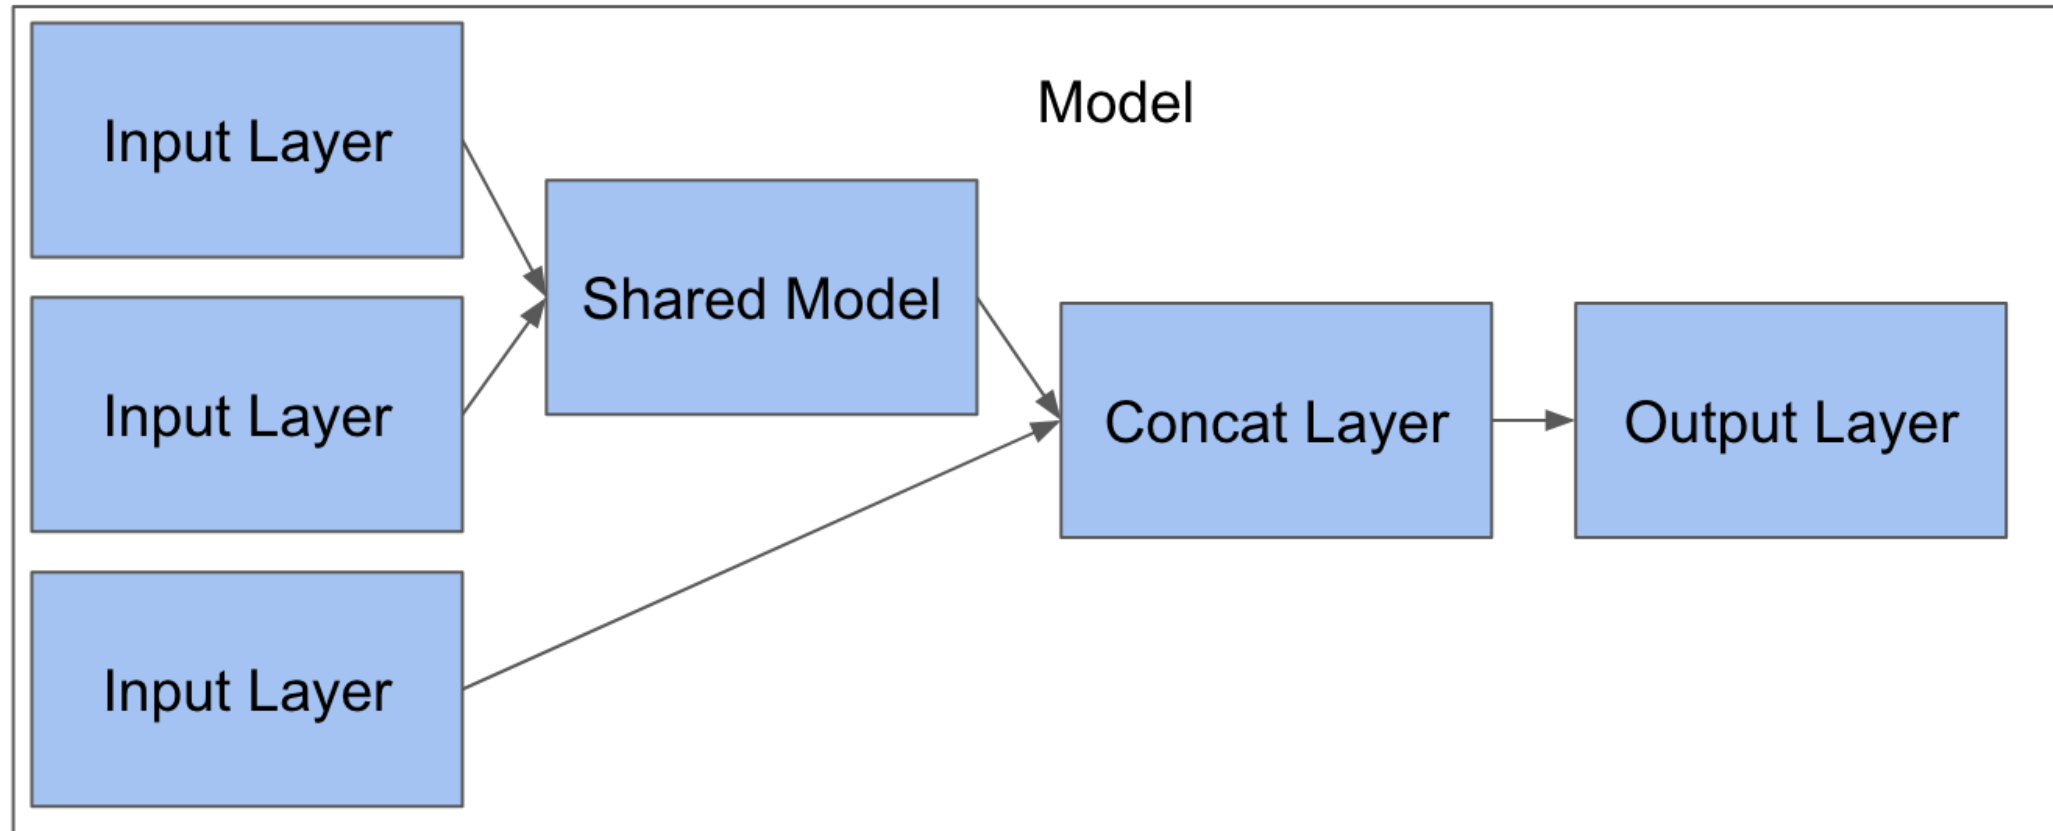 Model
Input Layer
Input Layer
Input Layer
Shared Model
Concat Layer
Output Layer